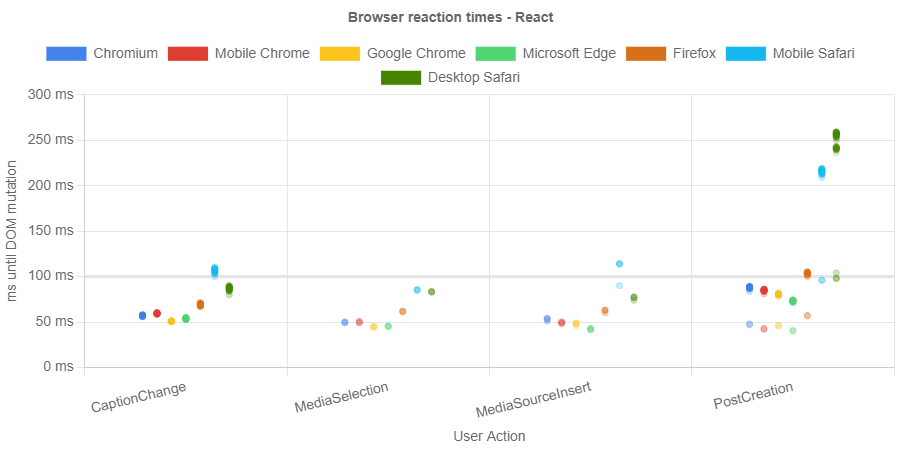 Browser reaction times - React
Chromium Mobile Chrome Google Chrome Microsoft Edge Firefox Mobile Safari
Desktop Safari
300 ms
250 ms
200 ms
150 ms
100 ms
50 ms
0 ms
ms until DOM mutation
CaptionChange MediaSelection MediaSourceInsert PostCreation
User Action